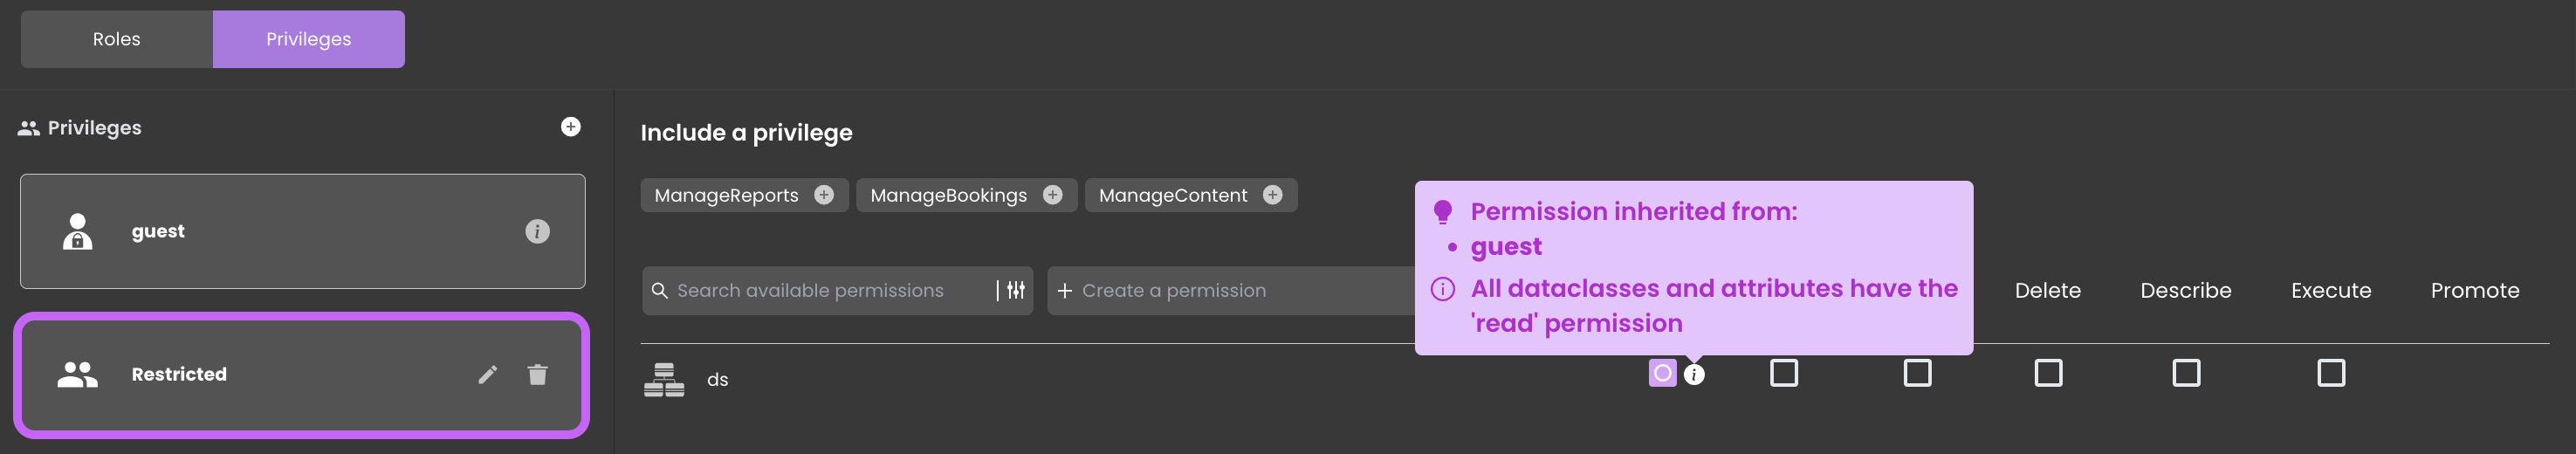 Roles
Privileges
Privileges
guest
Restricted
Include a privilege
ManageReports
ManageBookings
ManageContent
Search available permissions
Create a permission
Permission inherited from:
• guest
All dataclasses and attributes have the
'read' permission
Delete
Describe
Execute
Promote
ds